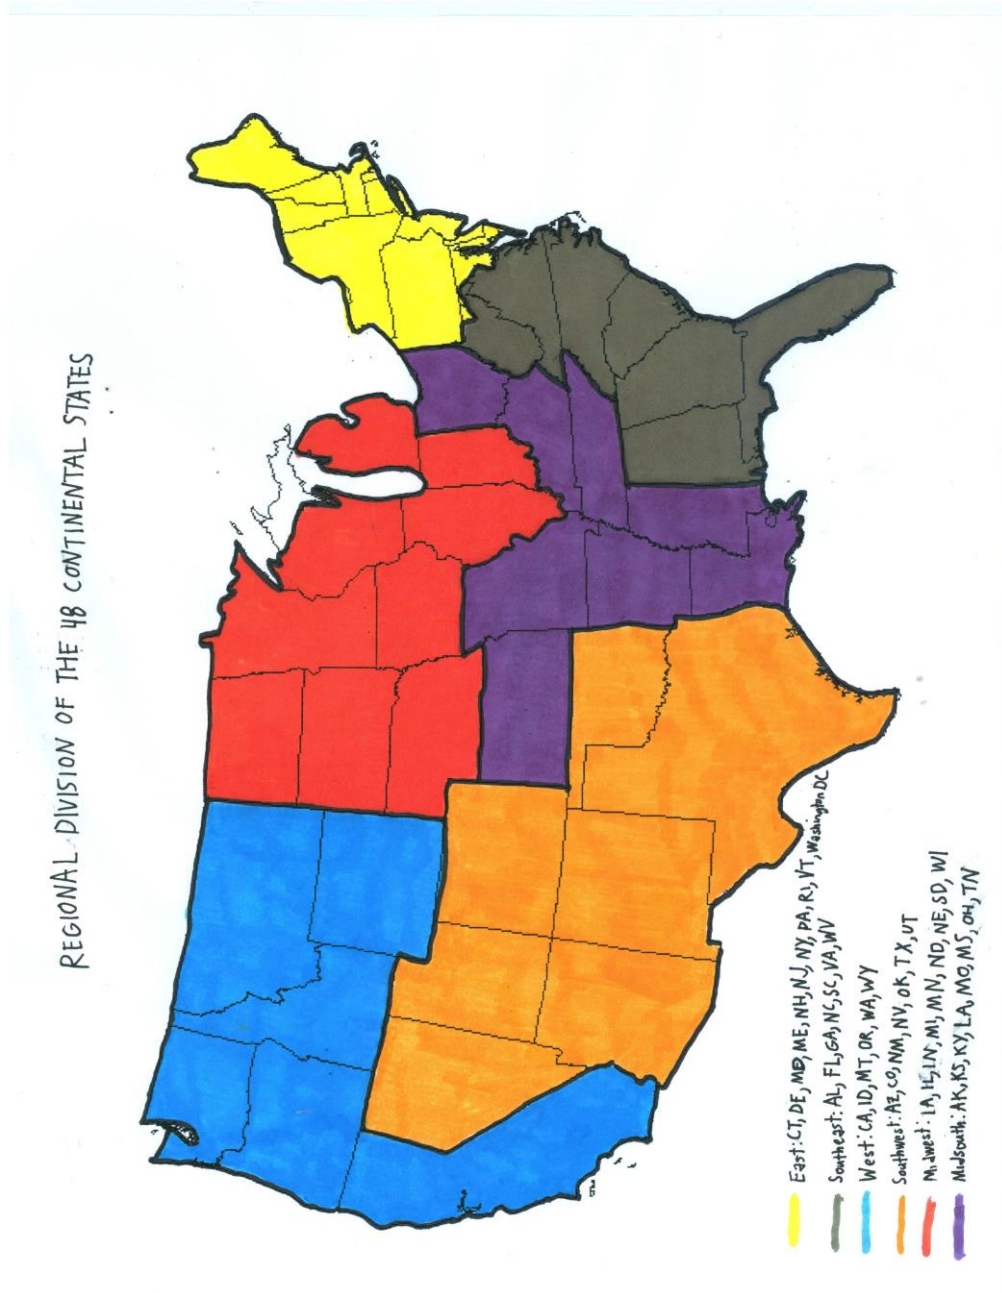 REGIONAL DIVISION OF THE 48 CONTINENTAL STATES
East: CT, DE, MD, ME, NH, NJ, NY, PA, RI, VT, Washington DC
Southeast: AL, FL, GA, NC, SC, VA, WV
West: CA, ID, MT, OR, WA, WY
Southwest: AZ, CO, NM, NV, OK, TX, UT
Midwest: IA, IL, IN, MI, MN, ND, NE, SD, WI
Midsouth: AK, KS, KY, LA, MO, MS, OH, TN